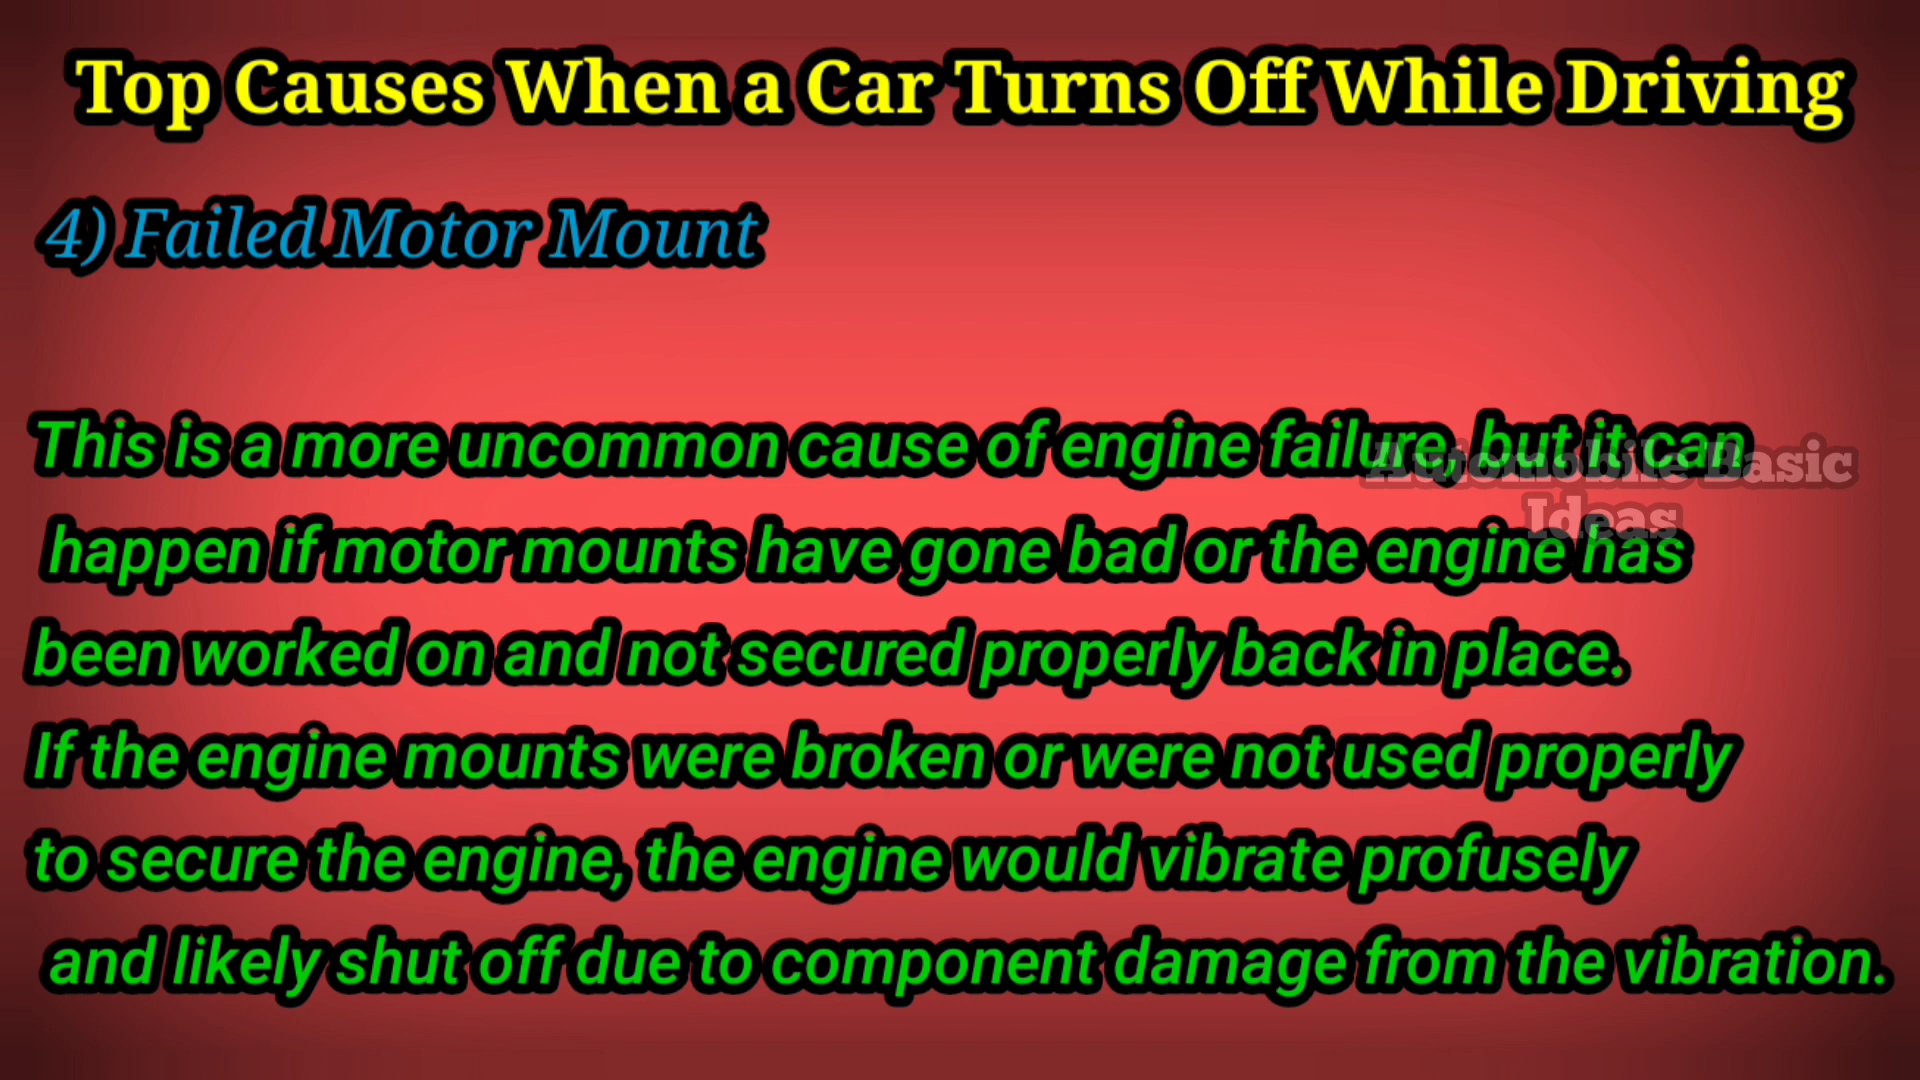 Top Causes When a Car Turns Off While Driving
4) Failed Motor Mount
This is a more uncommon cause of engine failure, but it can
Automobile Basic
Ideas
happen if motor mounts have gone bad or the engine has
been worked on and not secured properly back in place.
If the engine mounts were broken or were not used properly
to secure the engine, the engine would vibrate profusely
and likely shut off due to component damage from the vibration.